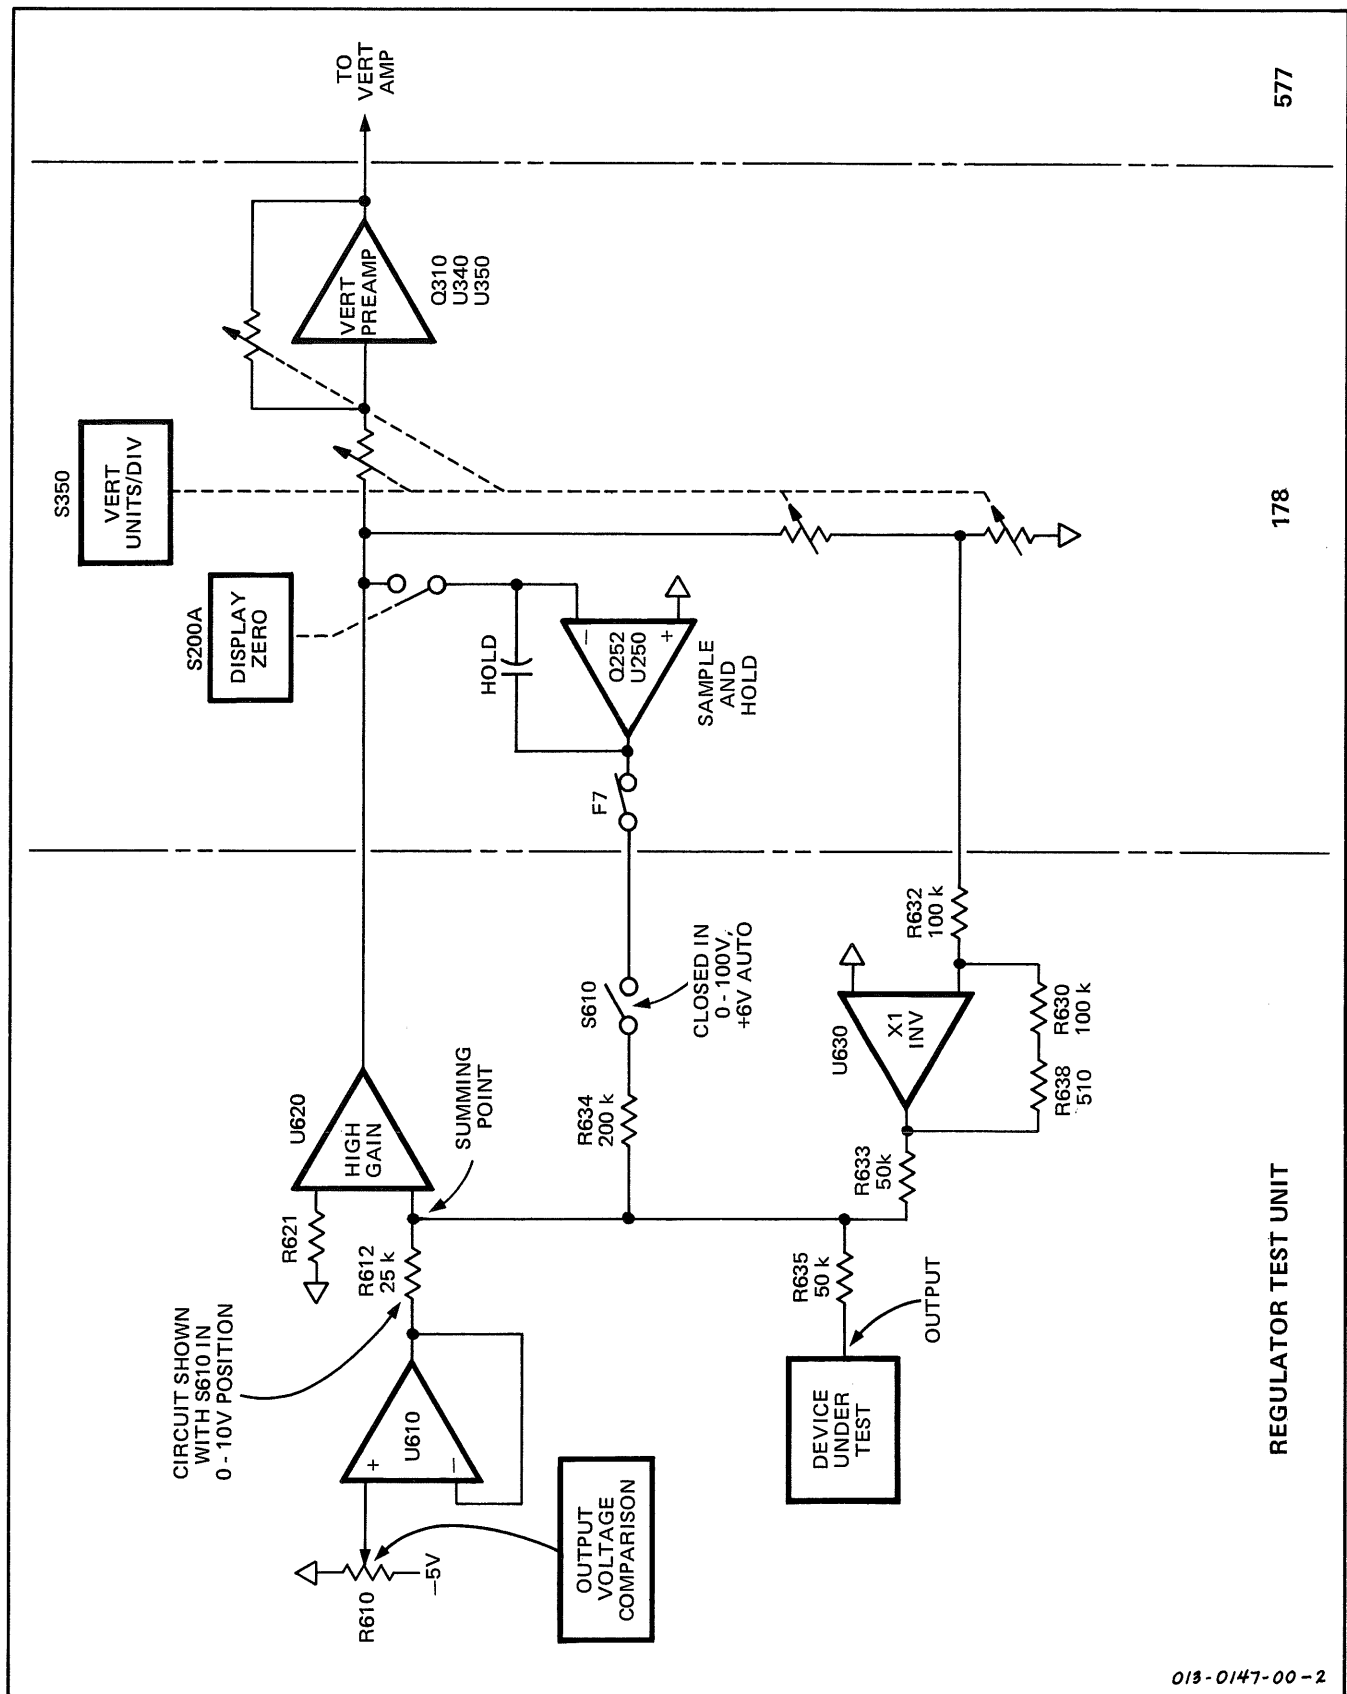 TO
VERT
AMP
577
VERT
PREAMP
Q310
U340
U350
S350
VERT
UNITS/DIV
178
S200A
DISPLAY
ZERO
HOLD
−
+
Q252
U250
SAMPLE
AND
HOLD
F7
S610
CLOSED IN
0 - 100V,
+6V AUTO
R632
100 k
U630
X1
INV
R630
100 k
R638
510
U620
HIGH
GAIN
SUMMING
POINT
R634
200 k
R633
50k
R621
R612
25 k
R635
50 k
OUTPUT
CIRCUIT SHOWN
WITH S610 IN
0 - 10V POSITION
+
−
U610
DEVICE
UNDER
TEST
R610
−5V
OUTPUT
VOLTAGE
COMPARISON
REGULATOR TEST UNIT
013-0147-00-2